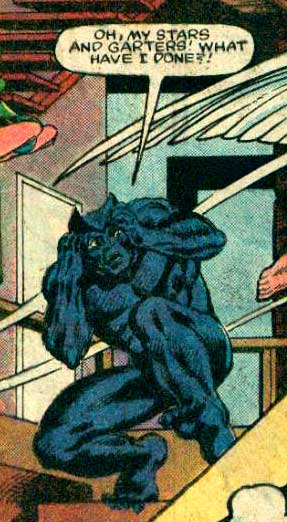 OH, MY STARS
AND GARTERS! WHAT
HAVE I DONE?!